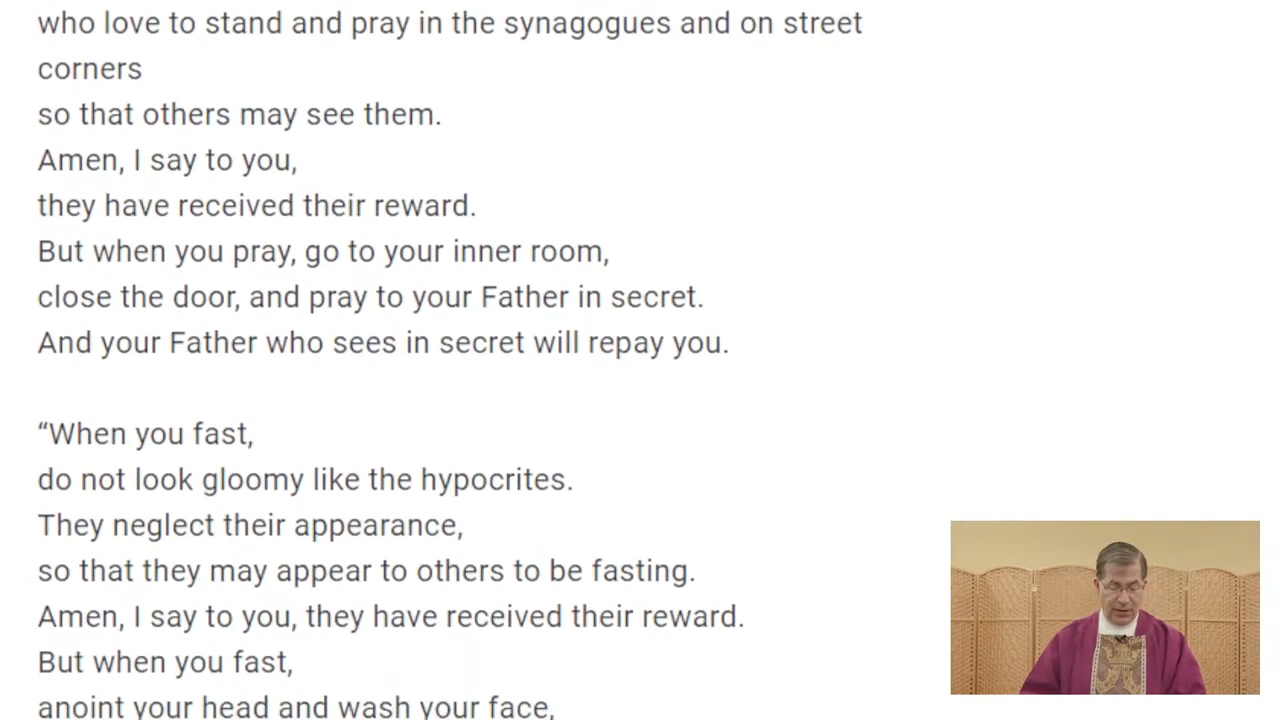 who love to stand and pray in the synagogues and on street
corners
so that others may see them.
Amen, I say to you,
they have received their reward.
But when you pray, go to your inner room,
close the door, and pray to your Father in secret.
And your Father who sees in secret will repay you.
“When you fast,
do not look gloomy like the hypocrites.
They neglect their appearance,
so that they may appear to others to be fasting.
Amen, I say to you, they have received their reward.
But when you fast,
anoint your head and wash your face,